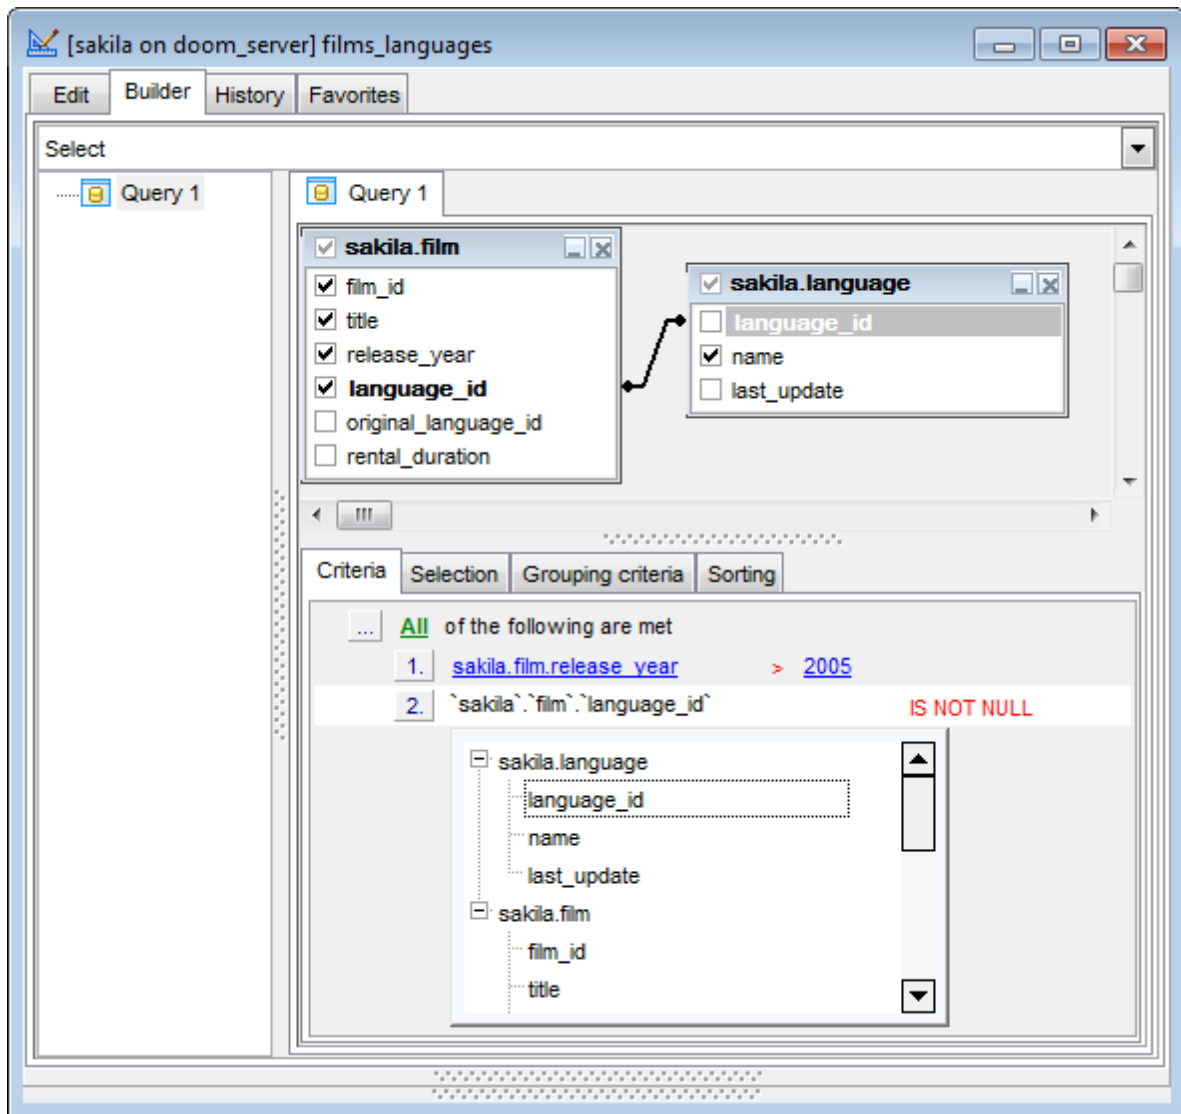 [sakila on doom_server] films_languages
Edit Builder History Favorites
Select
Query 1
Query 1
sakila.film
film_id
title
release_year
language_id
original_language_id
rental_duration
sakila.language
language_id
name
last_update
Criteria Selection Grouping criteria Sorting
... All of the following are met
1. sakila.film.release_year > 2005
2. `sakila`.`film`.`language_id` IS NOT NULL
sakila.language
language_id
name
last_update
sakila.film
film_id
title